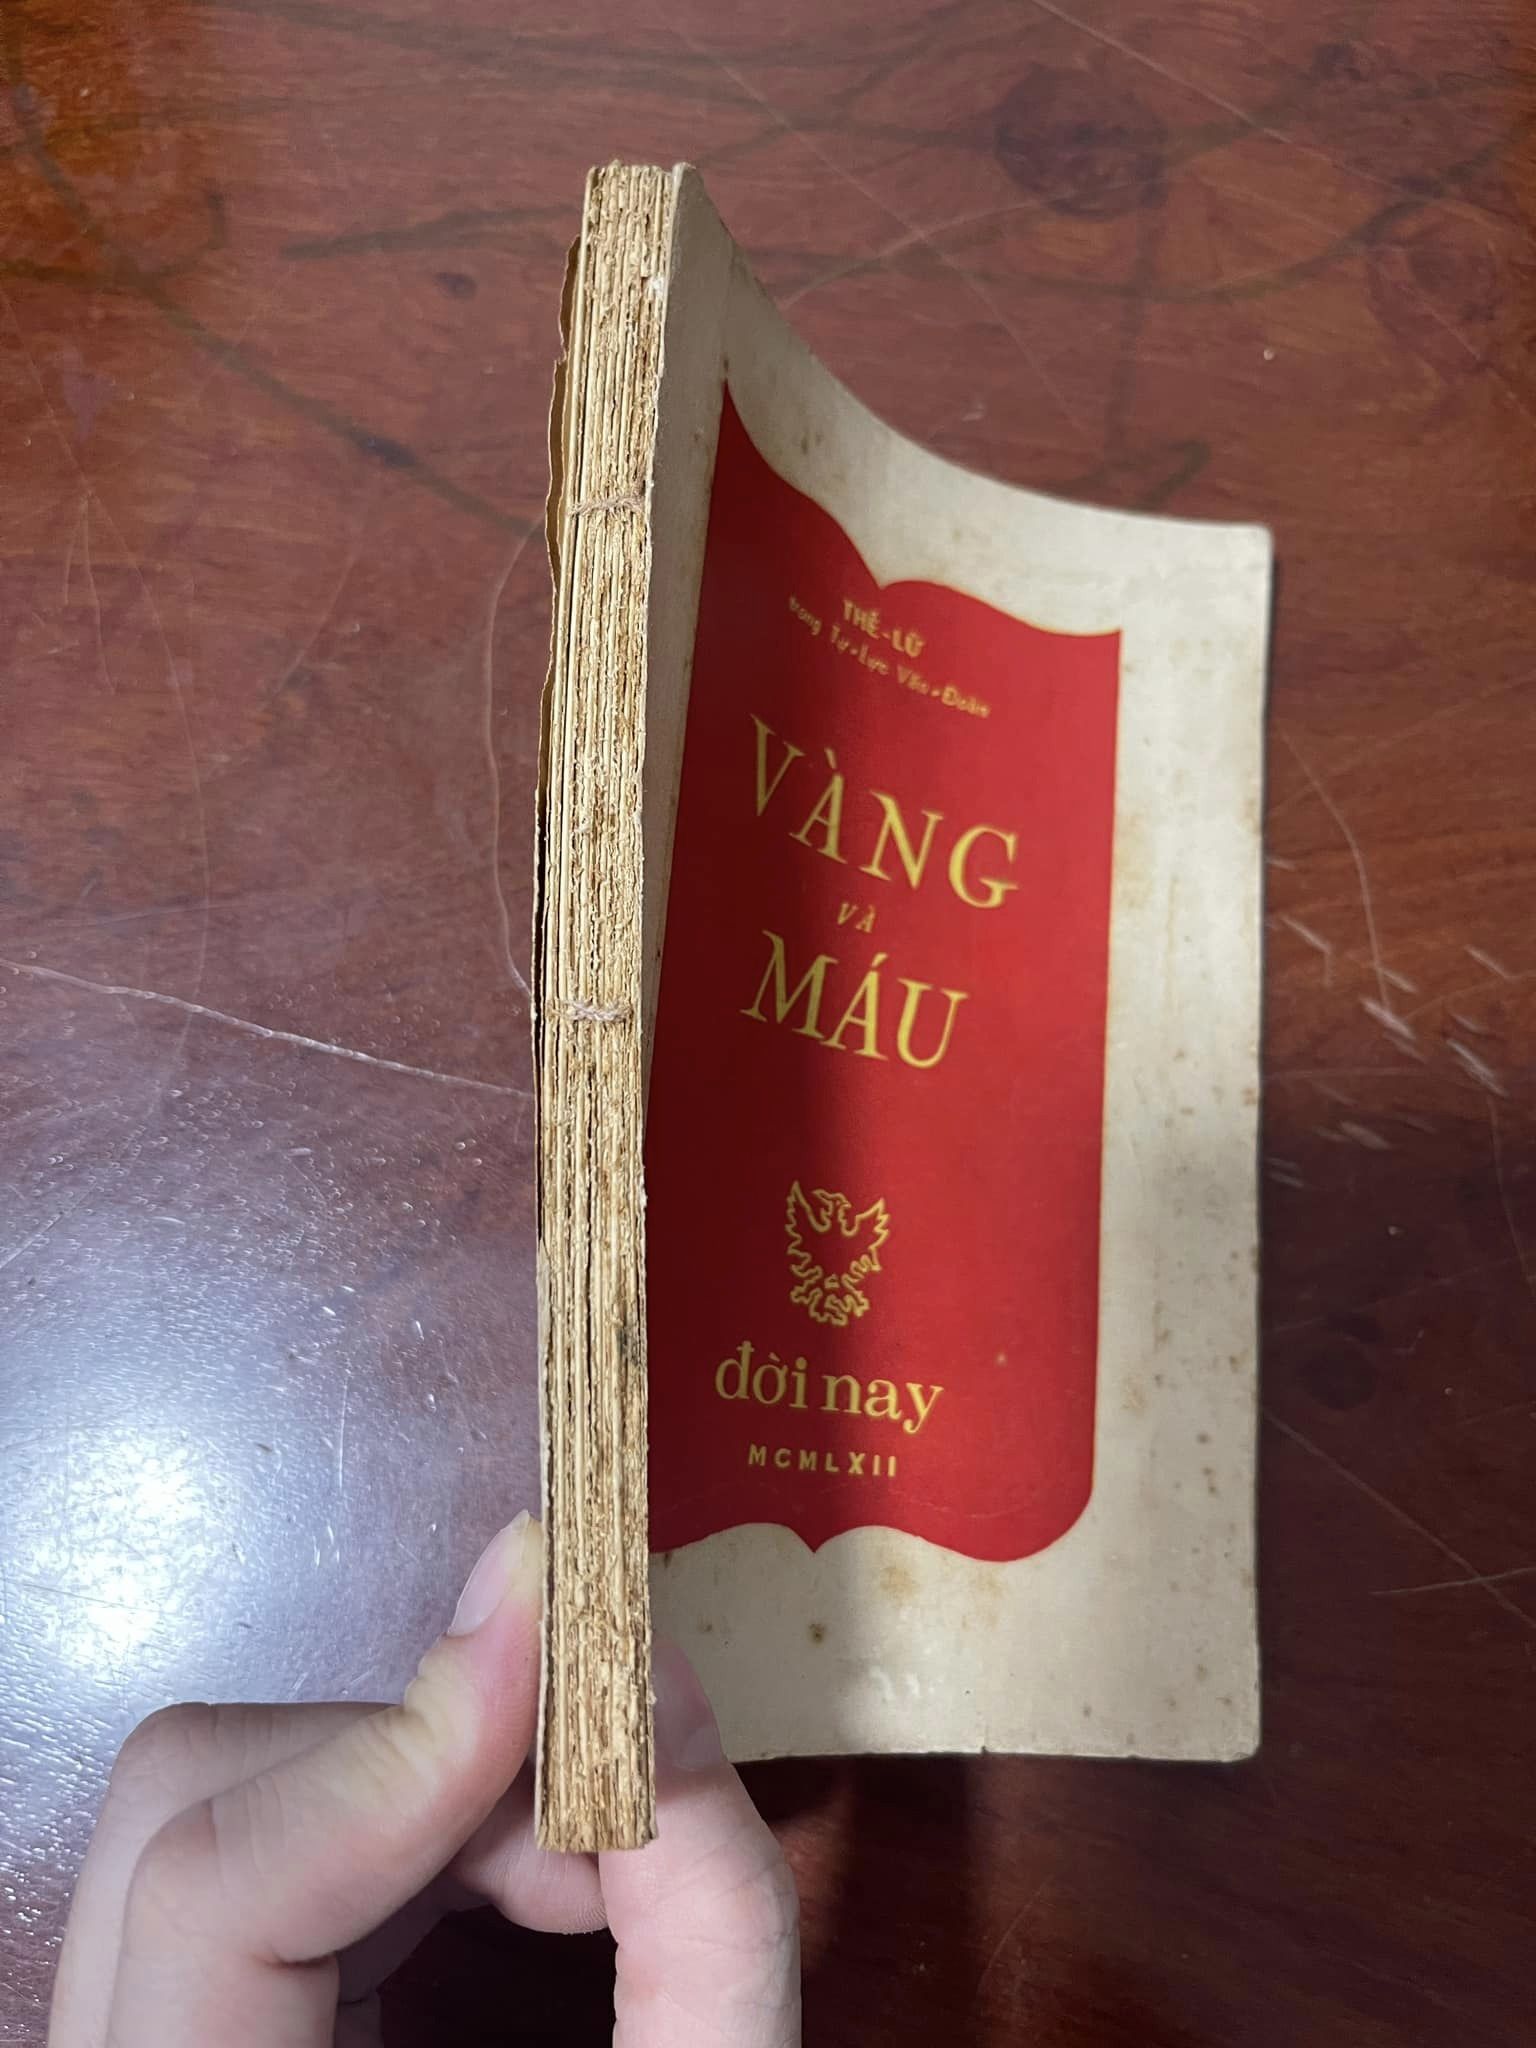 THẾ-LỮ
trong Tự-Lực Văn-Đoàn
VÀNG
VÀ
MÁU
đời nay
MCMLXII